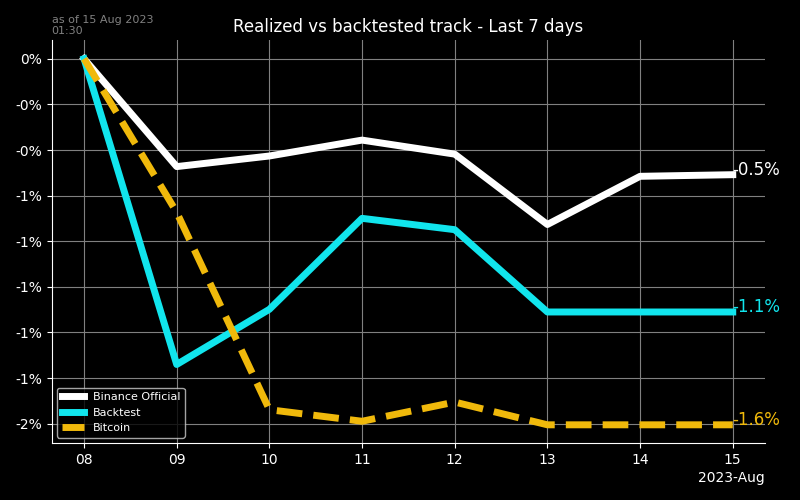 as of 15 Aug 2023
01:30
Realized vs backtested track - Last 7 days
0%
-0%
-0%
-1%
-1%
-1%
-1%
-1%
-2%
-0.5%
-1.1%
-1.6%
Binance Official
Backtest
Bitcoin
08 09 10 11 12 13 14 15
2023-Aug